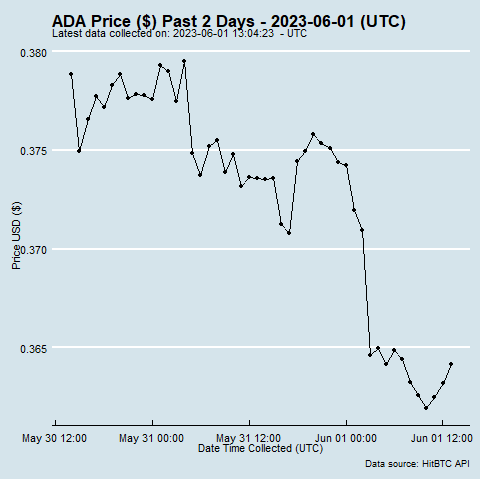 ADA Price ($) Past 2 Days - 2023-06-01 (UTC)
Latest data collected on: 2023-06-01 13:04:23  - UTC
0.380
0.375
0.370
0.365
Price USD ($)
May 30 12:00
May 31 00:00
May 31 12:00
Jun 01 00:00
Jun 01 12:00
Date Time Collected (UTC)
Data source: HitBTC API